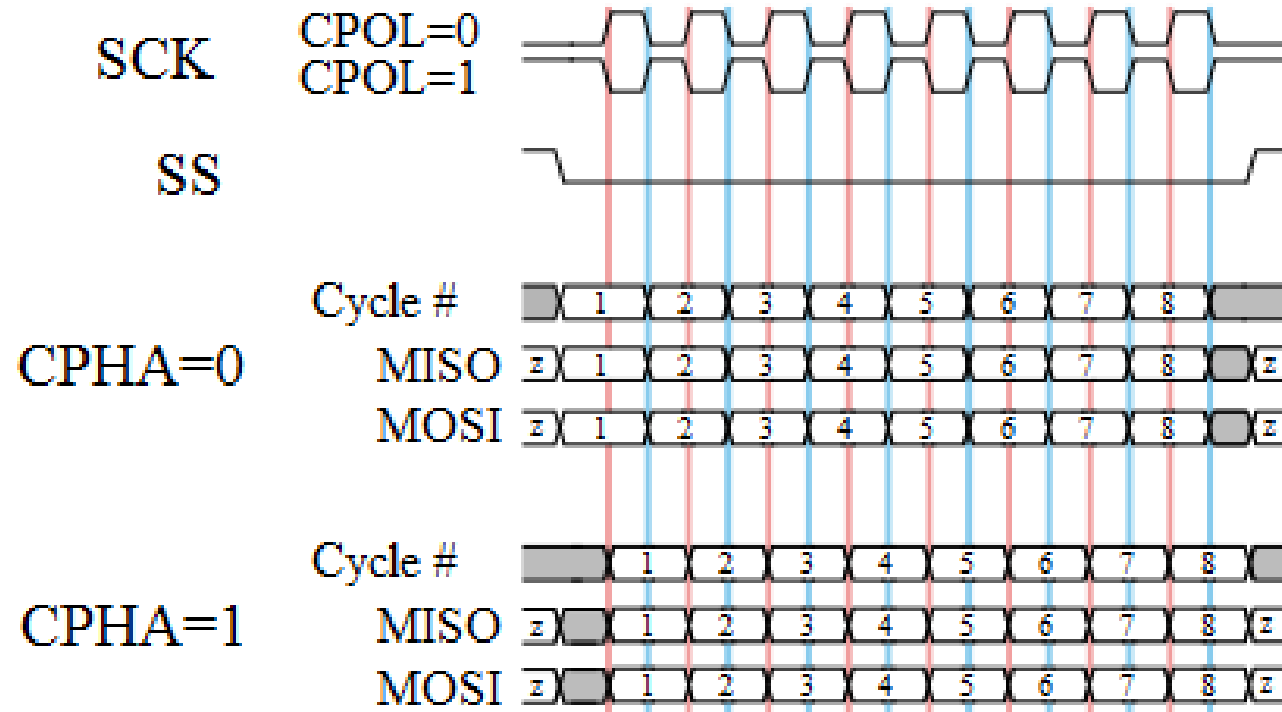 SCK CPOL=0
CPOL=1
SS
Cycle # 1 2 3 4 5 6 7 8
CPHA=0 MISO z 1 2 3 4 5 6 7 8 z
MOSI z 1 2 3 4 5 6 7 8 z
Cycle # 1 2 3 4 5 6 7 8
CPHA=1 MISO z 1 2 3 4 5 6 7 8 z
MOSI z 1 2 3 4 5 6 7 8 z